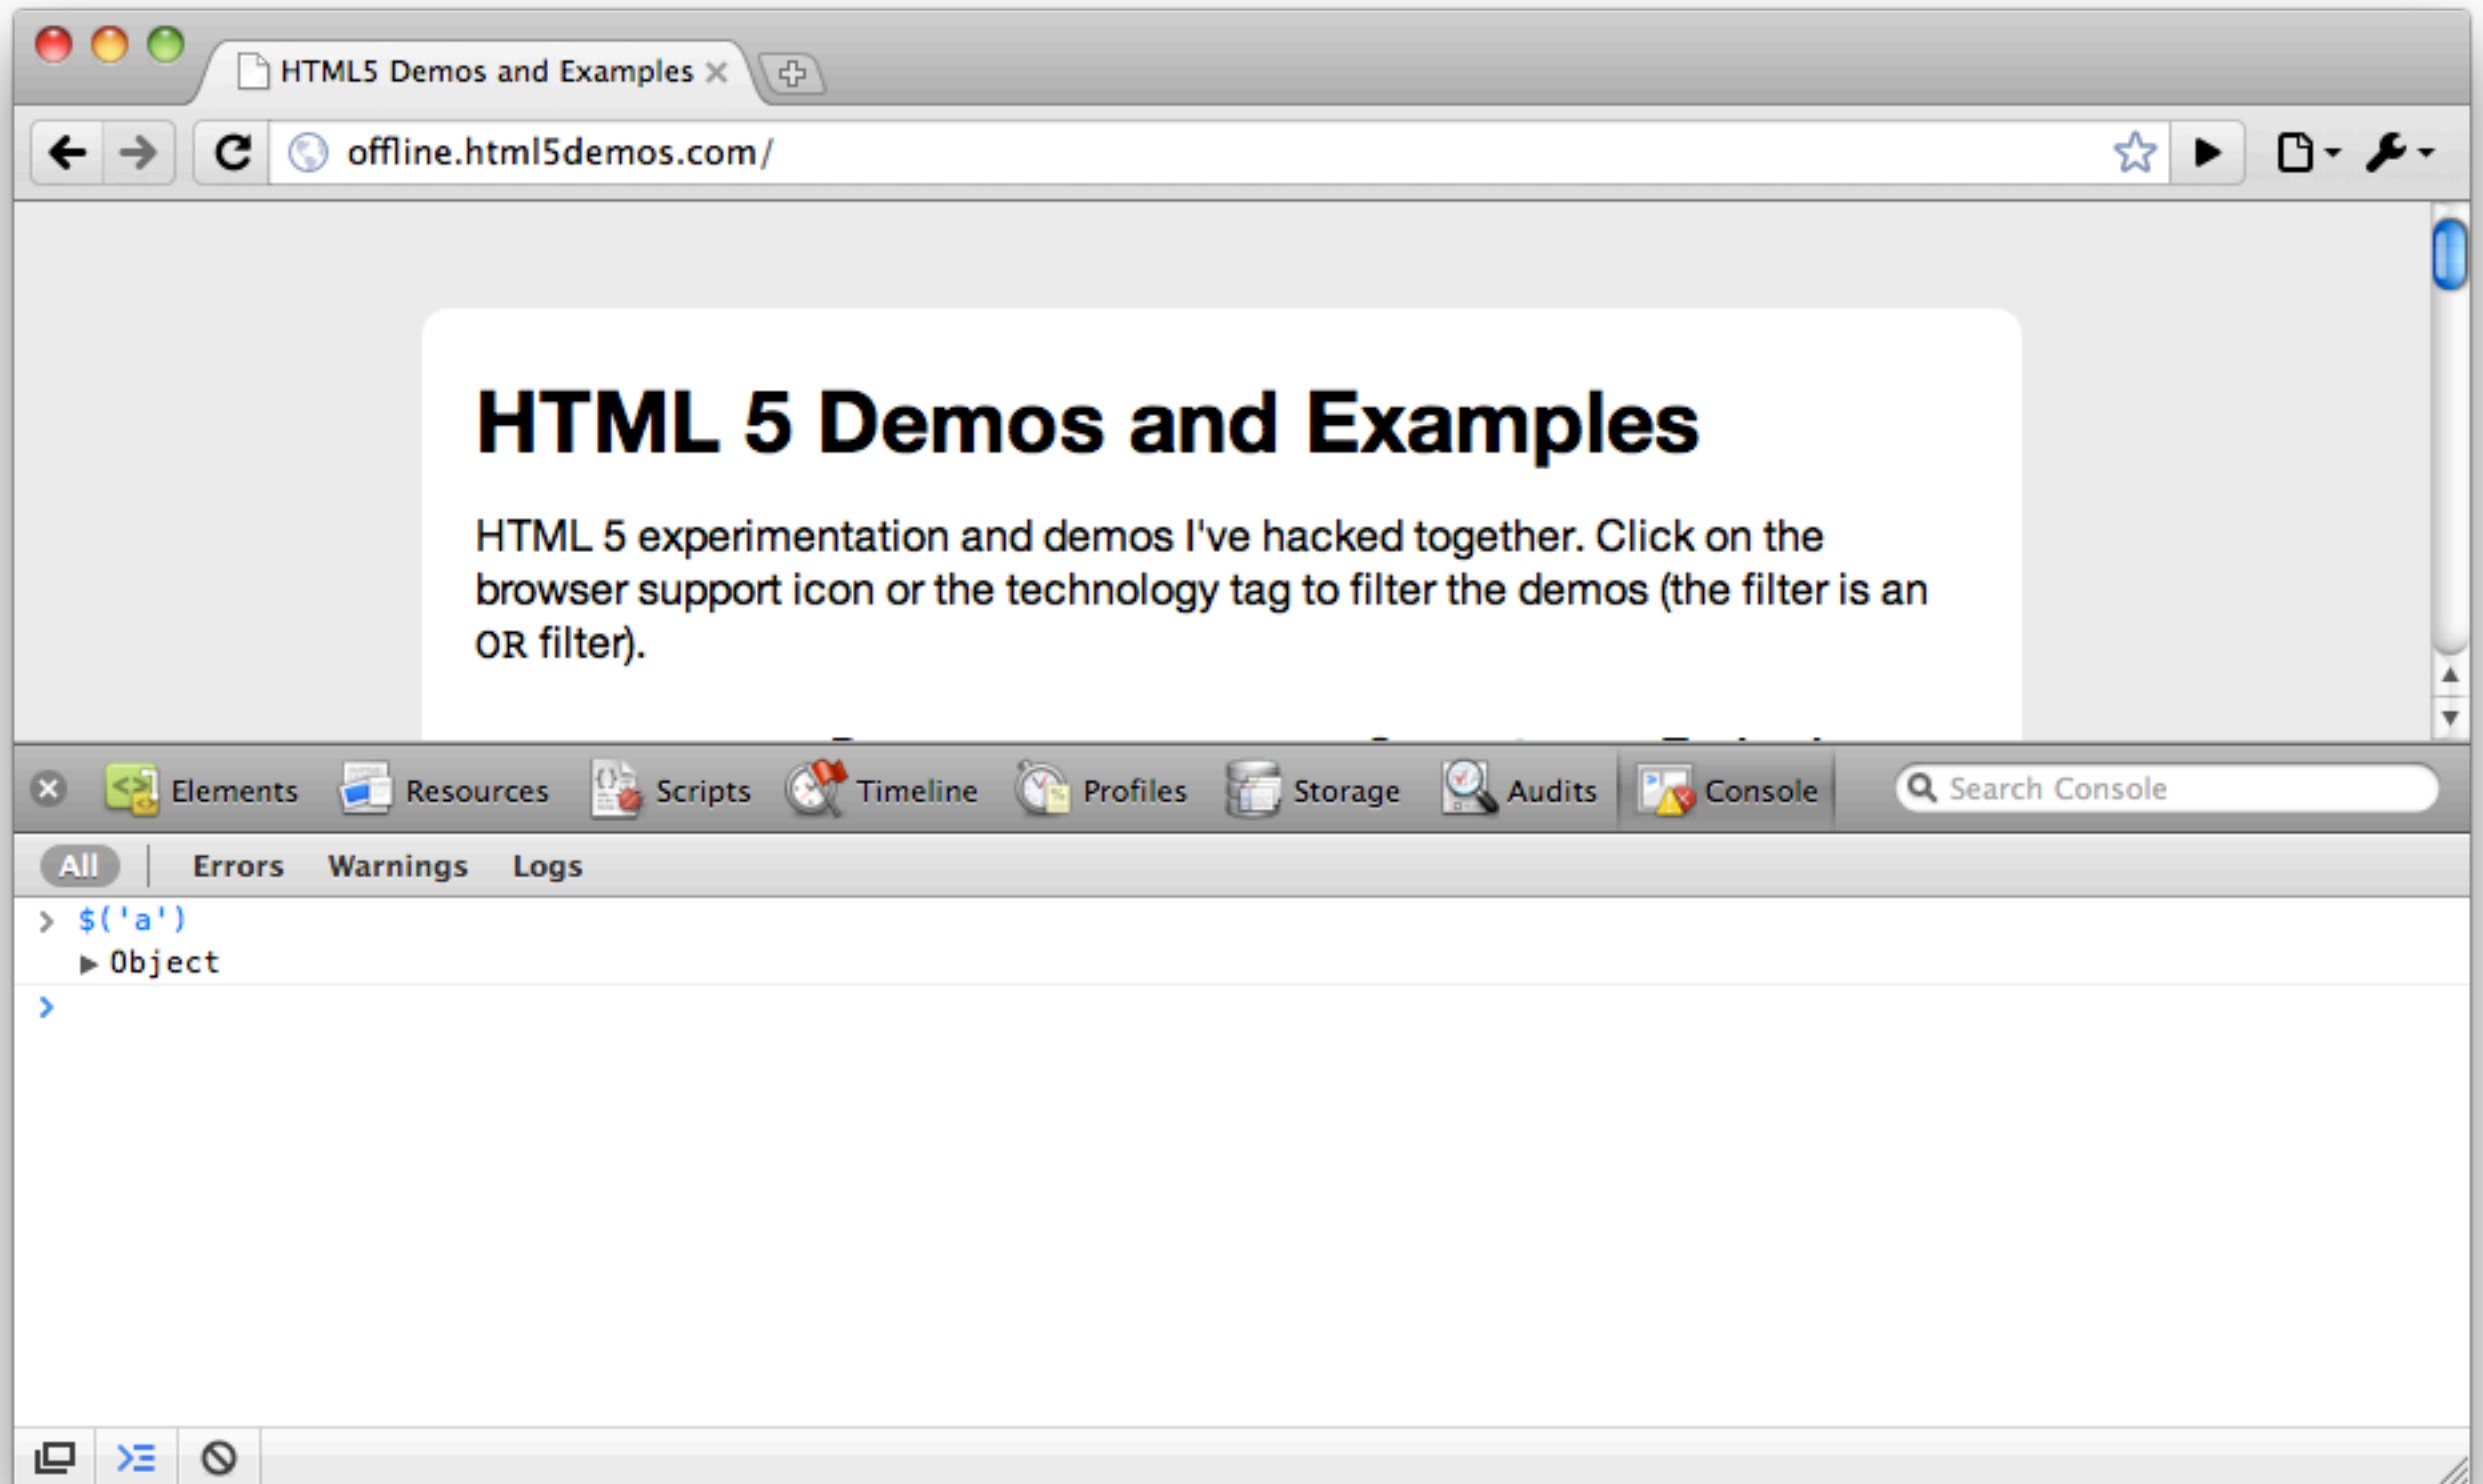 HTML5 Demos and Examples
offline.html5demos.com/
HTML 5 Demos and Examples
HTML 5 experimentation and demos I've hacked together. Click on the
browser support icon or the technology tag to filter the demos (the filter is an
OR filter).
Elements Resources Scripts Timeline Profiles Storage Audits Console Search Console
All Errors Warnings Logs
> $('a')
▶ Object
>